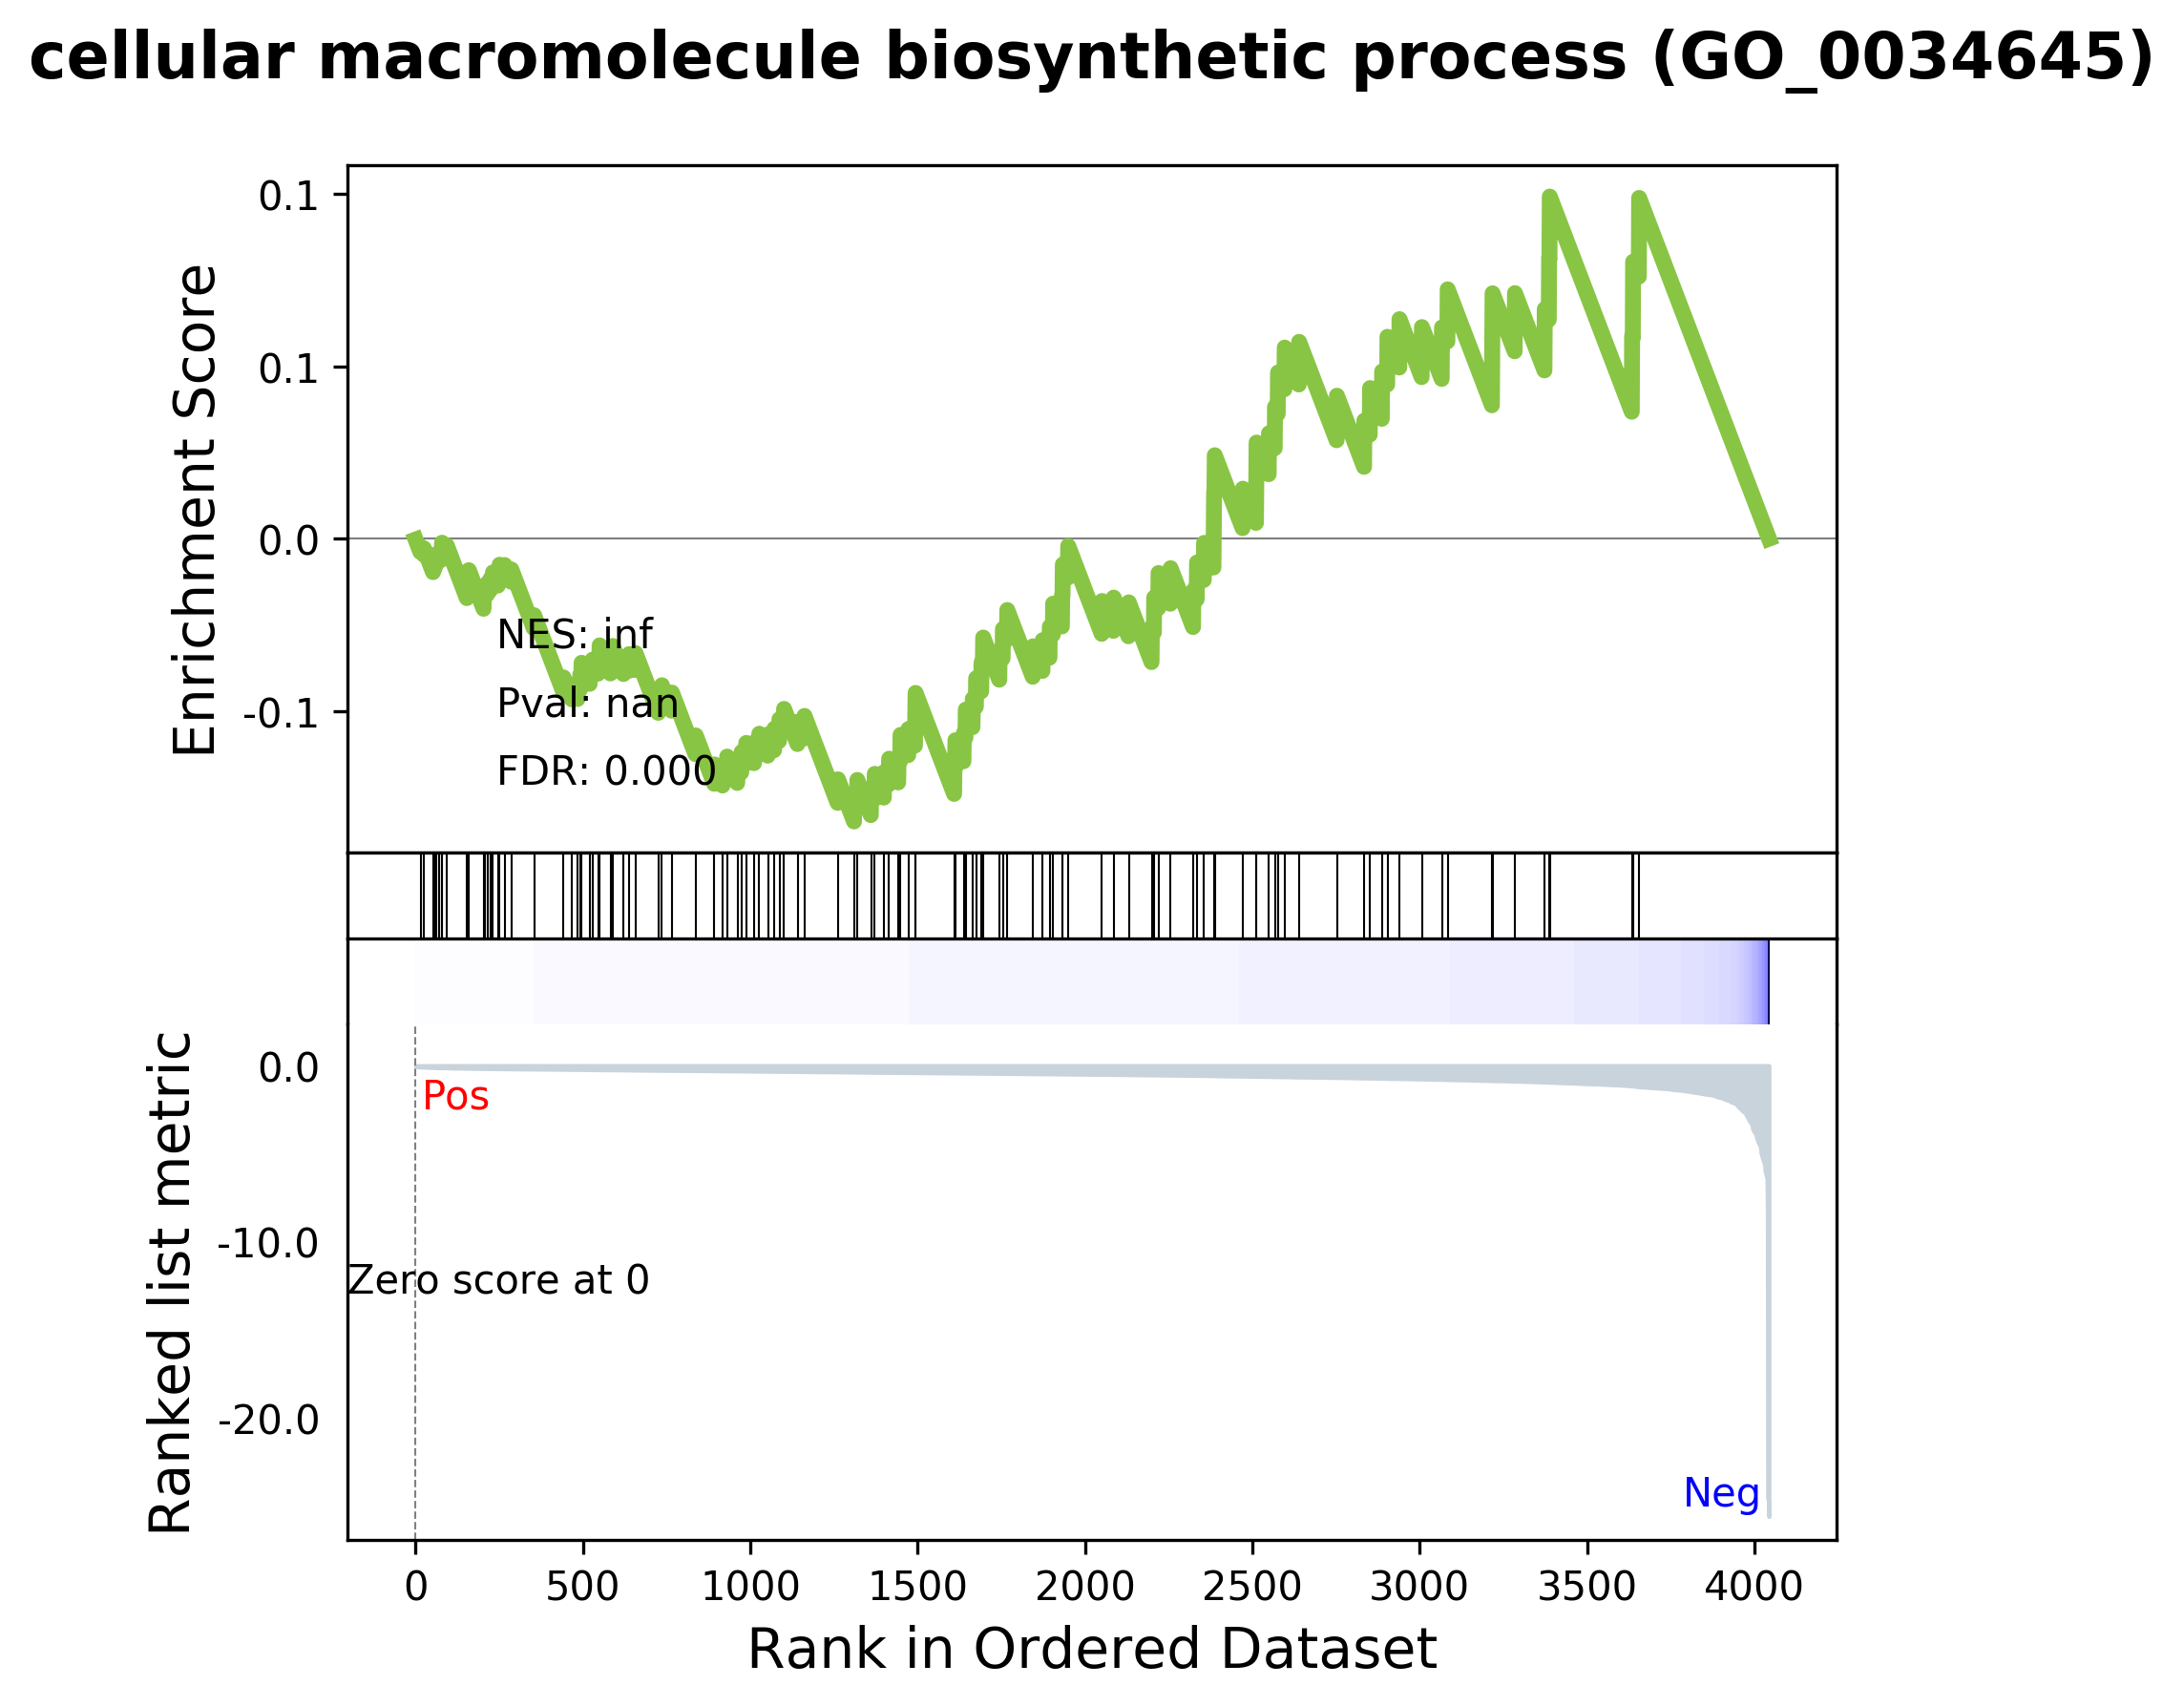 cellular macromolecule biosynthetic process (GO_0034645)
Enrichment Score
0.1
0.1
0.0
-0.1
NES: inf
Pval: nan
FDR: 0.000
Ranked list metric
0.0
-10.0
-20.0
Pos
Zero score at 0
Neg
0 500 1000 1500 2000 2500 3000 3500 4000
Rank in Ordered Dataset